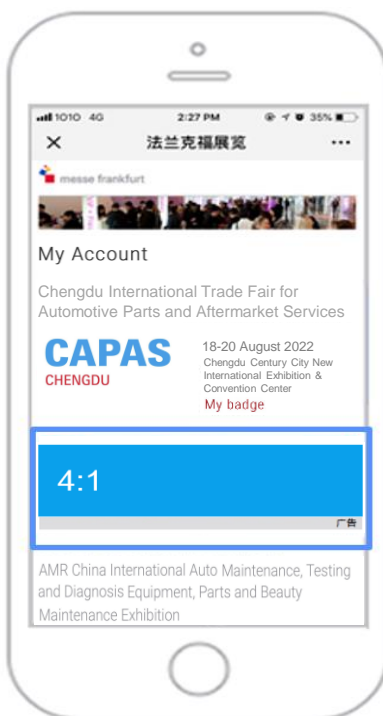 1010 4G 2:27 PM 35%
法兰克福展览
messe frankfurt
My Account
Chengdu International Trade Fair for
Automotive Parts and Aftermarket Services
CAPAS
CHENGDU
18-20 August 2022
Chengdu Century City New
International Exhibition &
Convention Center
My badge
4:1
广告
AMR China International Auto Maintenance, Testing
and Diagnosis Equipment, Parts and Beauty
Maintenance Exhibition